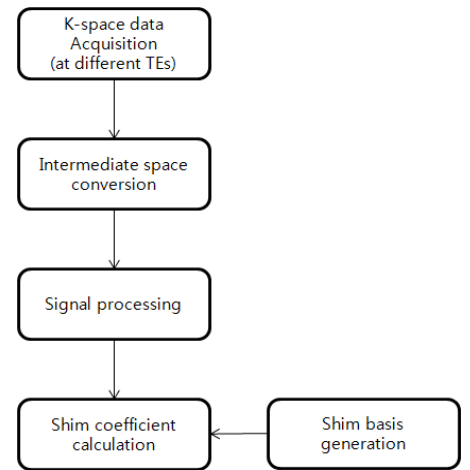 K-space data
Acquisition
(at different TEs)
Intermediate space
conversion
Signal processing
Shim coefficient
calculation
Shim basis
generation